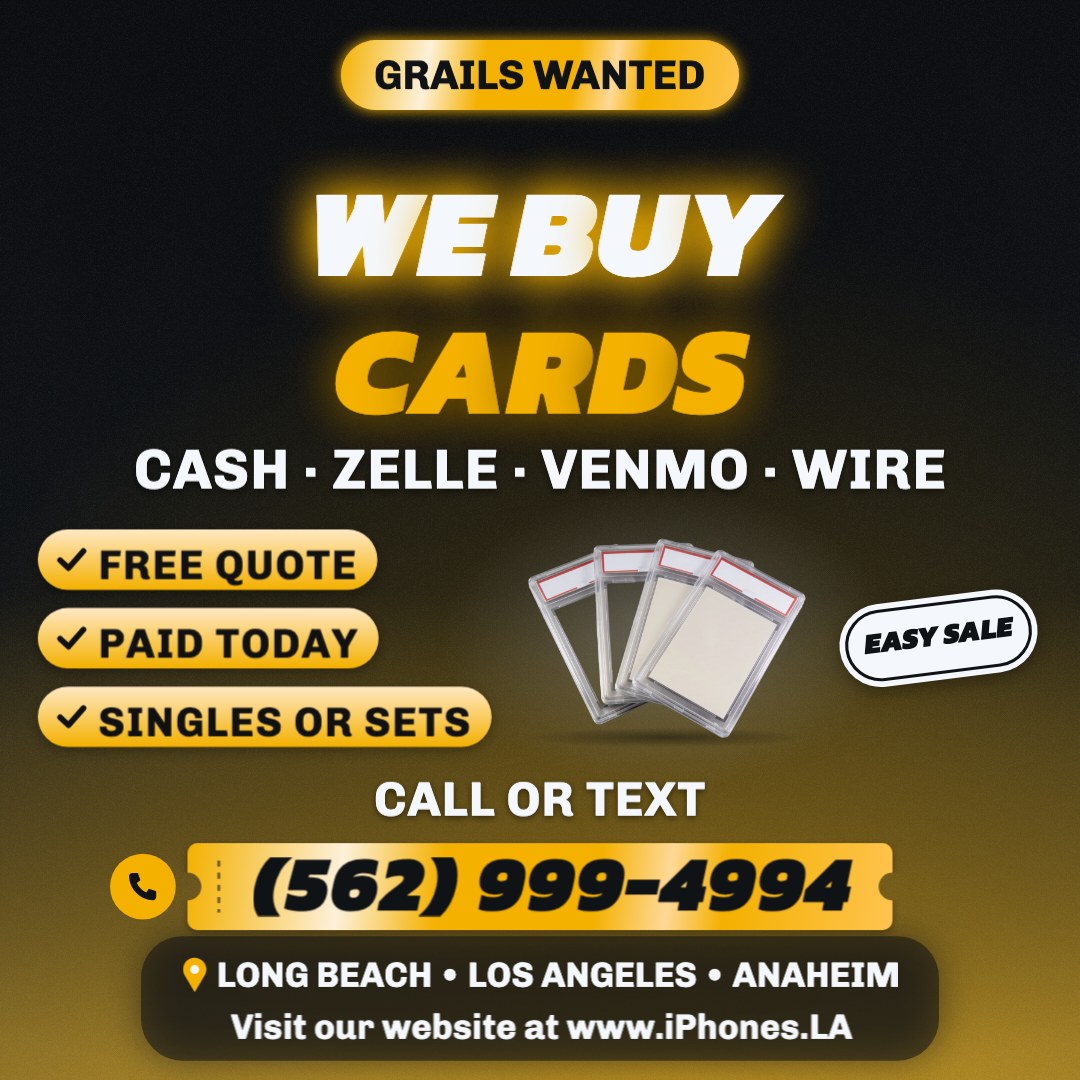 GRAILS WANTED
WE BUY
CARDS
CASH · ZELLE · VENMO · WIRE
FREE QUOTE
PAID TODAY
SINGLES OR SETS
EASY SALE
CALL OR TEXT
(562) 999-4994
LONG BEACH • LOS ANGELES • ANAHEIM
Visit our website at www.iPhones.LA